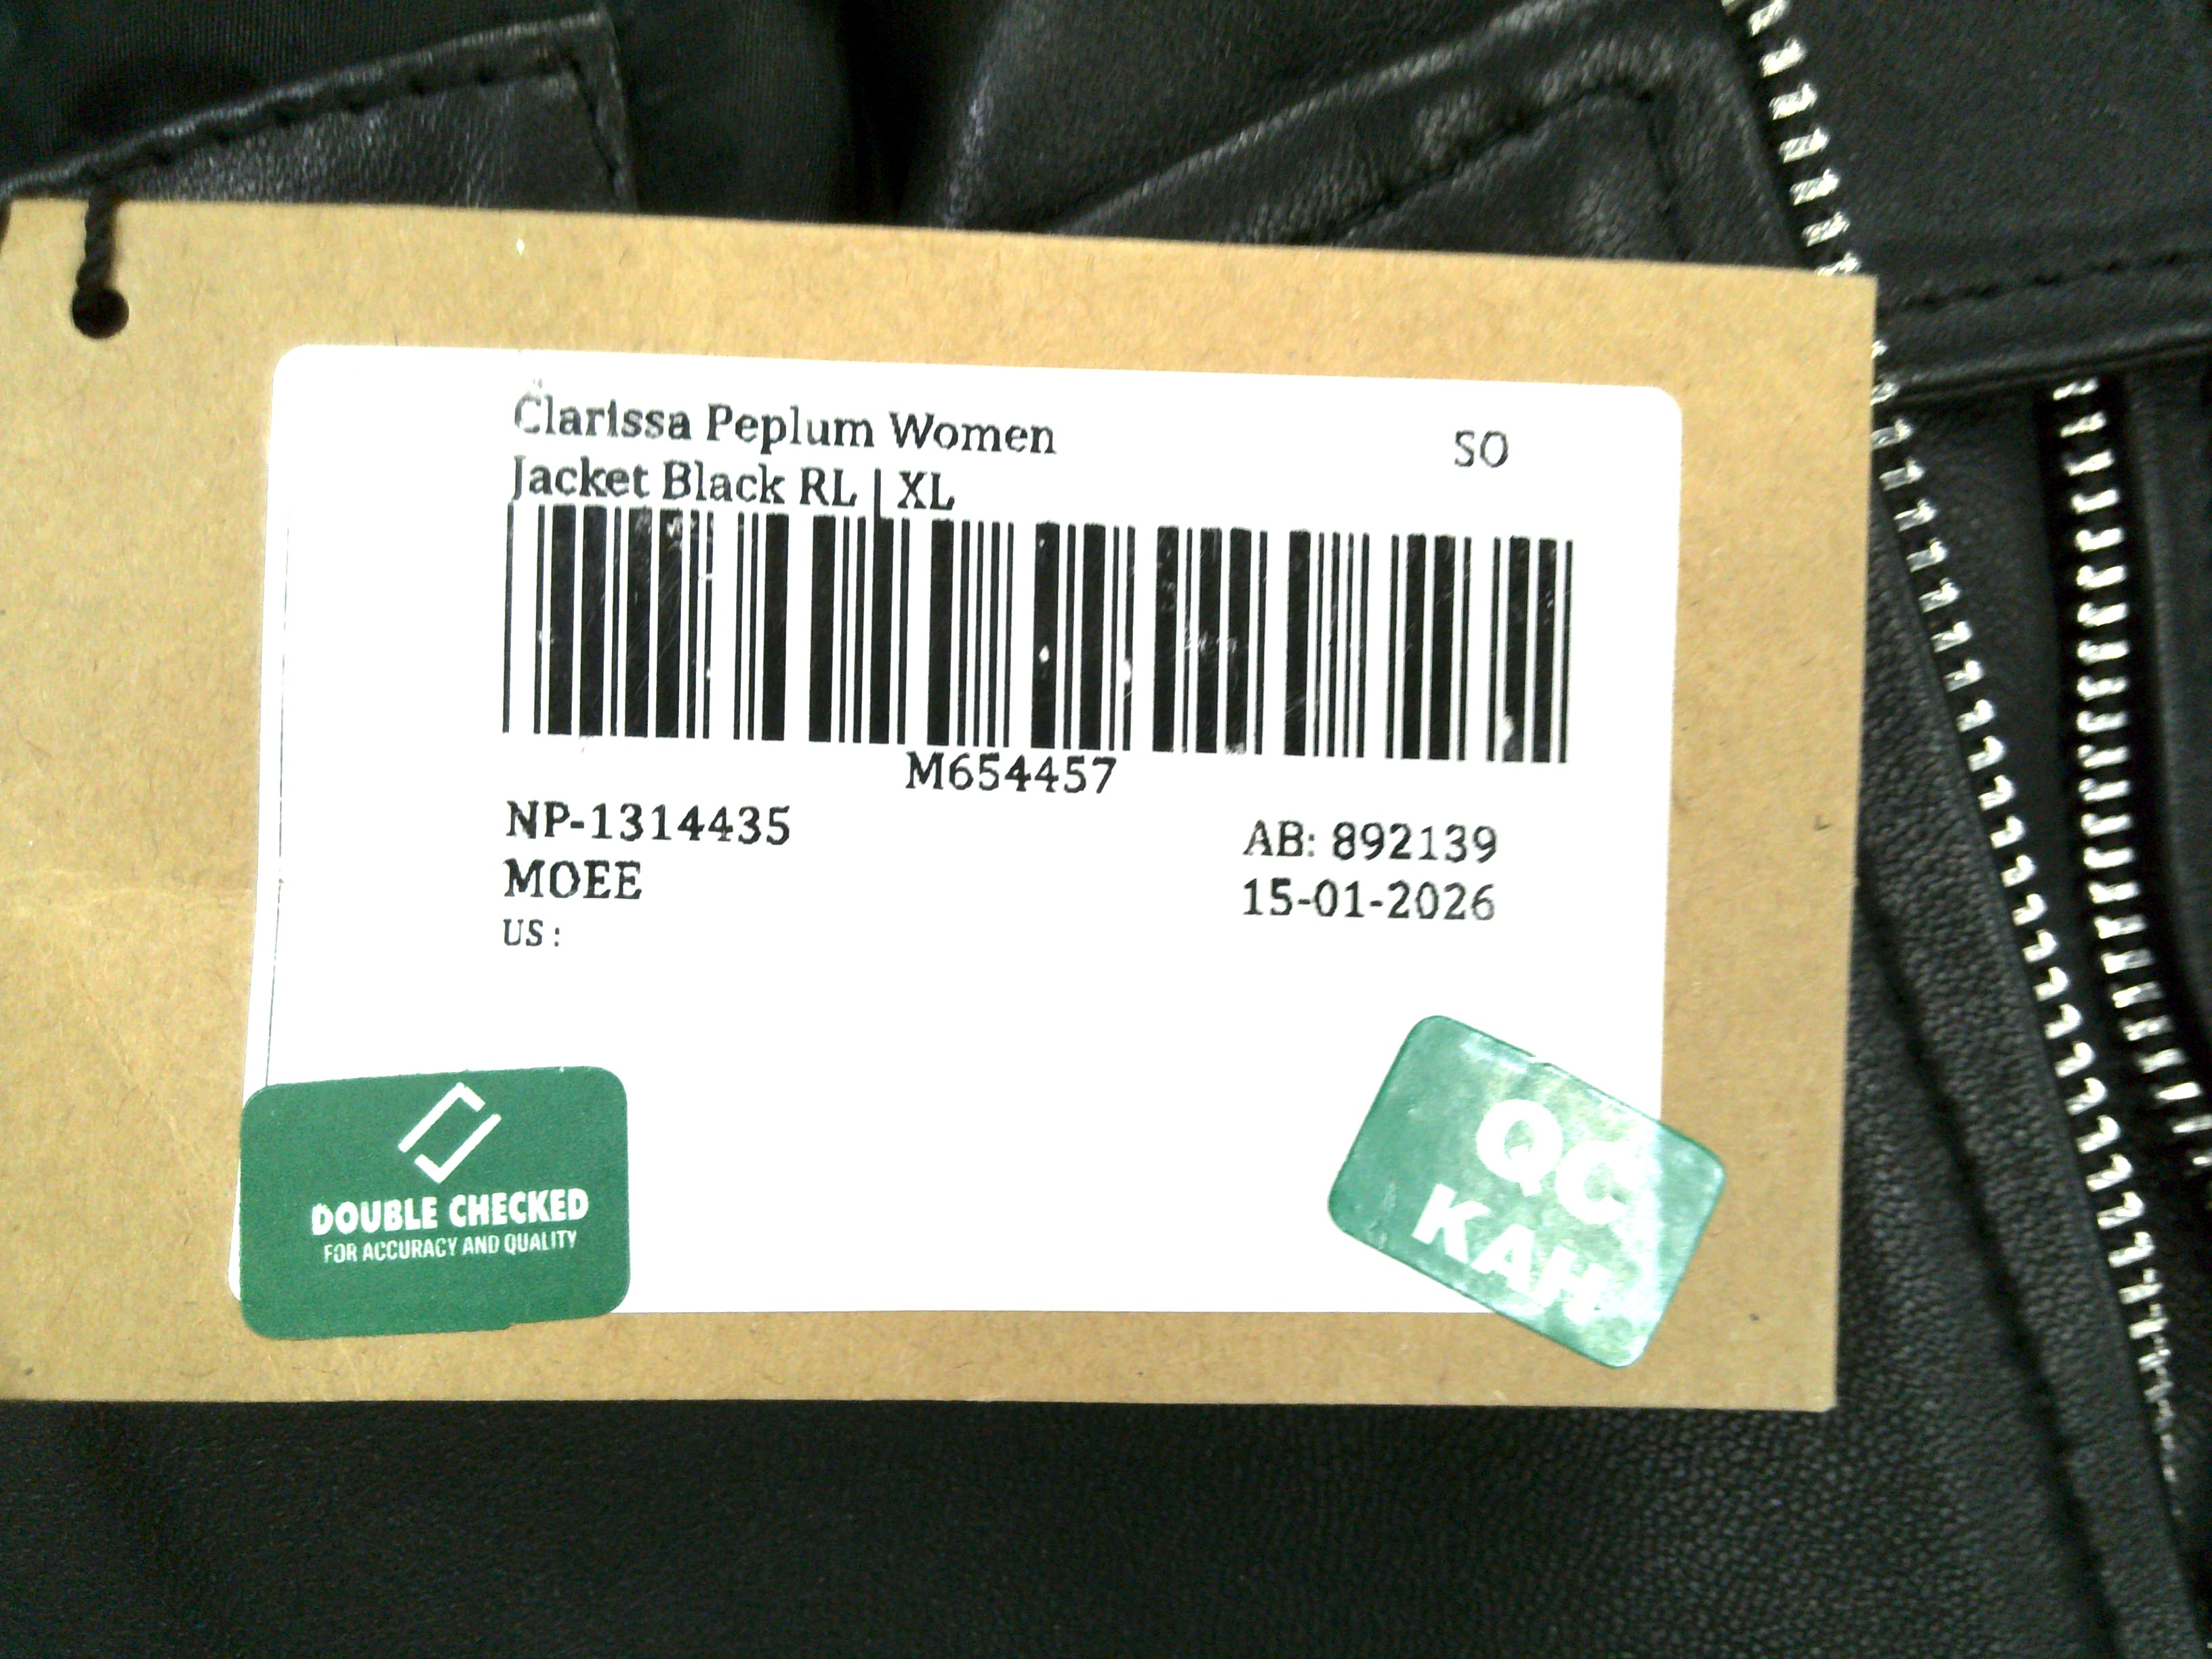 Clarissa Peplum Women
Jacket Black RL | XL
SO
M654457
NP-1314435
MOEE
US :
AB: 892139
15-01-2026
DOUBLE CHECKED
FOR ACCURACY AND QUALITY
QC
KAH